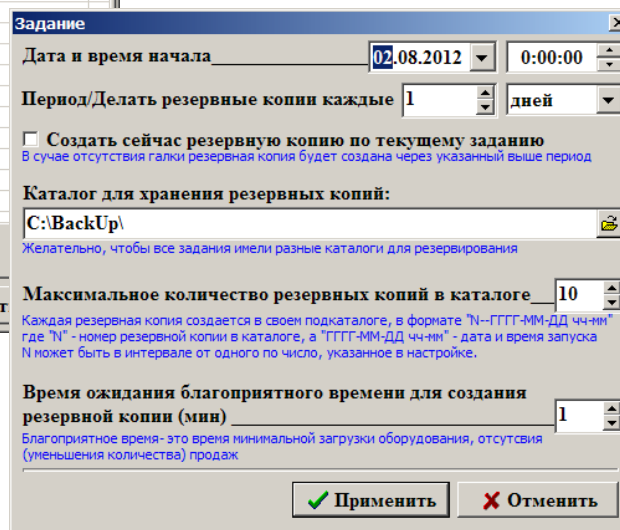 Задание
Дата и время начала 02.08.2012 0:00:00
Период/Делать резервные копии каждые 1 дней
Создать сейчас резервную копию по текущему заданию
В сучае отсутствия галки резервная копия будет создана через указанный выше период
Каталог для хранения резервных копий:
C:\BackUp\
Желательно, чтобы все задания имели разные каталоги для резервирования
Максимальное количество резервных копий в каталоге 10
Каждая резервная копия создается в своем подкаталоге, в формате "N--ГГГГ-ММ-ДД чч-мм"
где "N" - номер резервной копии в каталоге, а "ГГГГ-ММ-ДД чч-мм" - дата и время запуска
N может быть в интервале от одного по число, указанное в настройке.
Время ожидания благоприятного времени для создания
резервной копии (мин) 1
Благоприятное время- это время минимальной загрузки оборудования, отсутсвия
(уменьшения количества) продаж
Применить Отменить